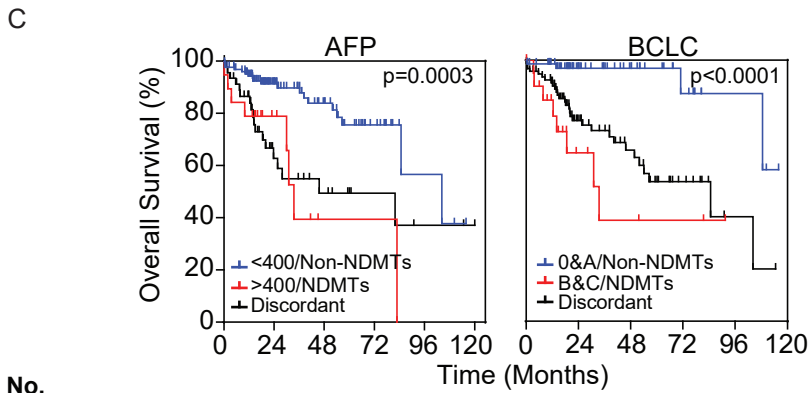 C
AFP
BCLC
Overall Survival (%)
100
80
60
40
20
0
p=0.0003
p<0.0001
<400/Non-NDMTs
>400/NDMTs
Discordant
0&A/Non-NDMTs
B&C/NDMTs
Discordant
0 24 48 72 96 120
0 24 48 72 96 120
Time (Months)
No.